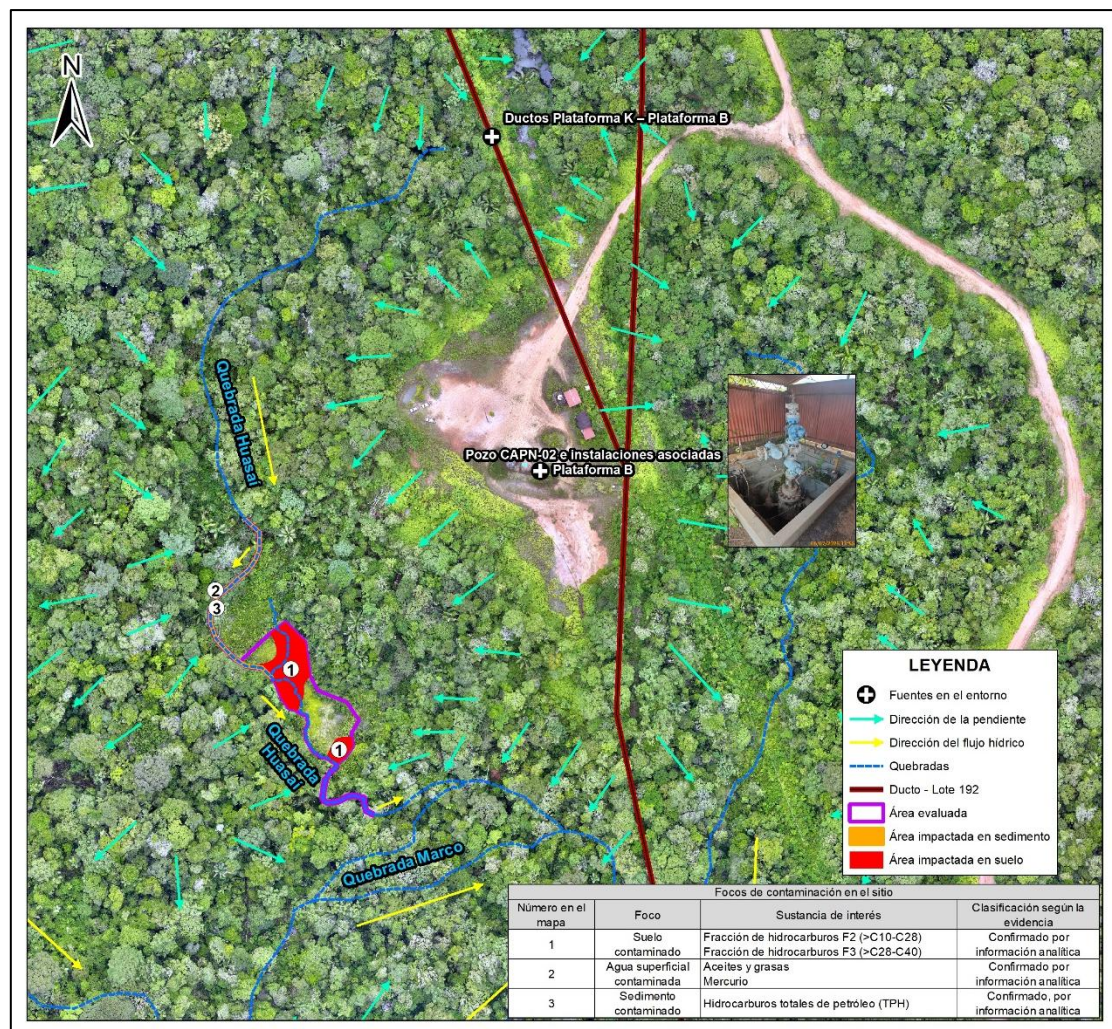 N
Ductos Plataforma K – Plataforma B
Quebrada Huasaí
Pozo CAPN-02 e instalaciones asociadas
Plataforma B
2
3
1
1
Quebrada
Huasaí
Quebrada Marco
LEYENDA
Fuentes en el entorno
Dirección de la pendiente
Dirección del flujo hídrico
Quebradas
Ducto - Lote 192
Área evaluada
Área impactada en sedimento
Área impactada en suelo
Focos de contaminación en el sitio
Número en el mapa Foco Sustancia de interés Clasificación según la evidencia
1 Suelo contaminado Fracción de hidrocarburos F2 (>C10-C28) Confirmado por información analítica
Fracción de hidrocarburos F3 (>C28-C40)
2 Agua superficial contaminada Aceites y grasas Confirmado por información analítica
Mercurio
3 Sedimento contaminado Hidrocarburos totales de petróleo (TPH) Confirmado, por información analítica